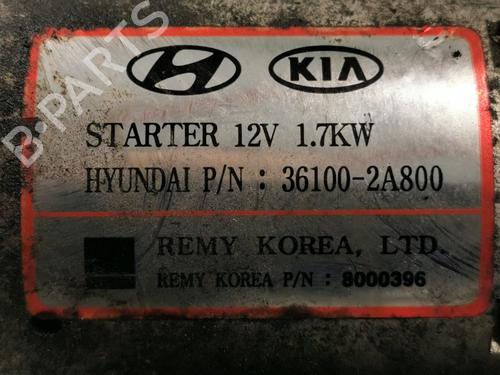 KIA
STARTER 12V 1.7KW
HYUNDAI P/N : 36100-2A800
REMY KOREA, LTD.
REMY KOREA P/N : 8000396
B-PARTS